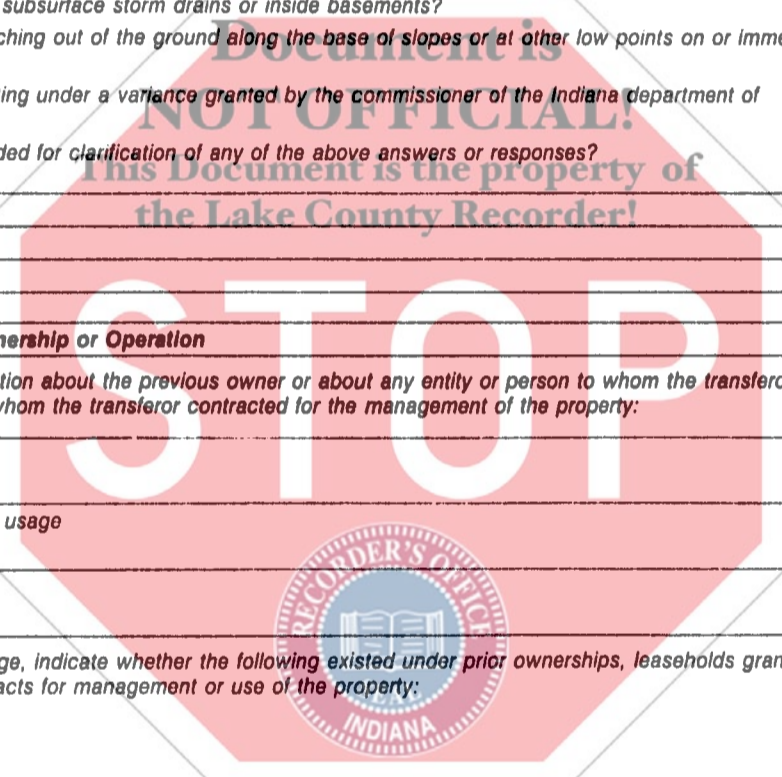 subsurface storm drains or inside basements?
Document is
ching out of the ground along the base of slopes or at other low points on or imme
ing under a variance granted by the commissioner of the Indiana department of
NOT OFFICIAL!
ded for clarification of any of the above answers or responses?
This Document is the property of
the Lake County Recorder!
STOP
nership or Operation
tion about the previous owner or about any entity or person to whom the transfero
whom the transferor contracted for the management of the property:
usage
RECORDER'S OFFICE
ge, indicate whether the following existed under prior ownerships, leaseholds gran
acts for management or use of the property:
INDIANA